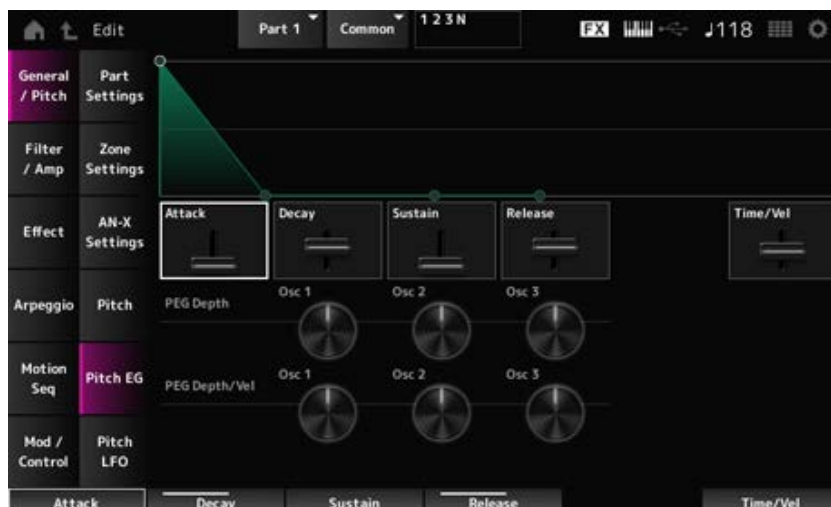 Edit
Part 1
Common
1 2 3 N
FX
♩118
General
/ Pitch
Part
Settings
Filter
/ Amp
Zone
Settings
Effect
AN-X
Settings
Arpeggio
Pitch
Motion
Seq
Pitch EG
Mod /
Control
Pitch
LFO
Attack
Decay
Sustain
Release
Time/Vel
PEG Depth
Osc 1
Osc 2
Osc 3
PEG Depth/Vel
Osc 1
Osc 2
Osc 3
Attack
Decay
Sustain
Release
Time/Vel